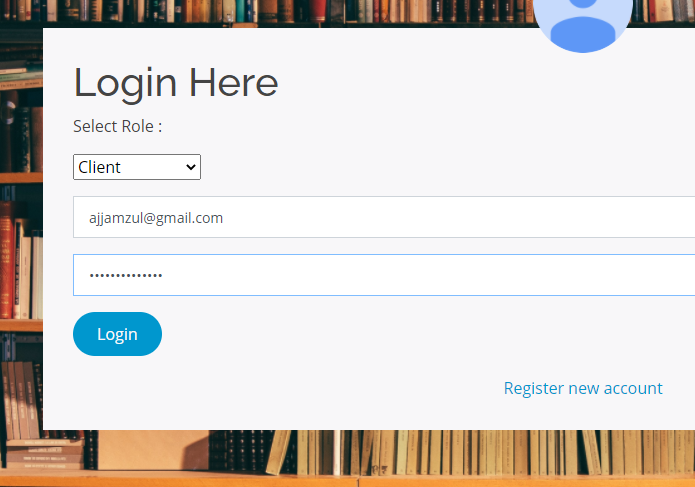 Login Here
Select Role :
Client
ajjamzul@gmail.com
••••••••••••••
Login
Register new account